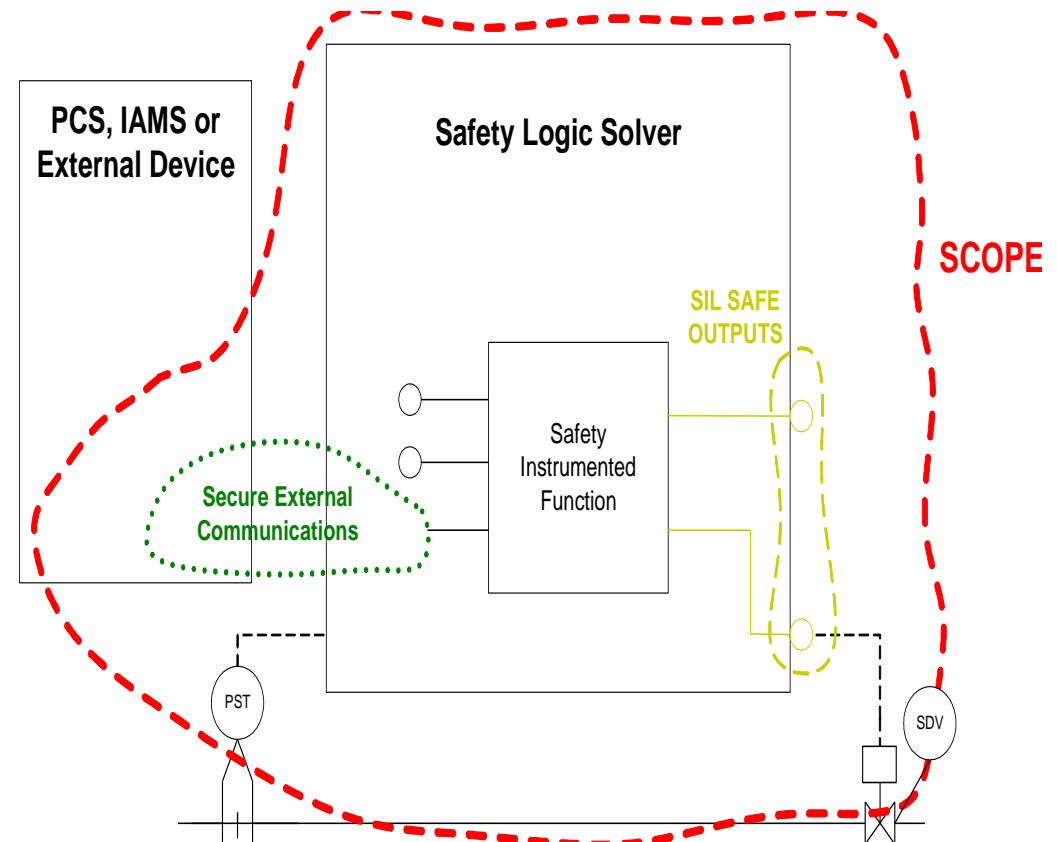 PCS, IAMS or
External Device
Safety Logic Solver
SCOPE
SIL SAFE
OUTPUTS
Safety
Instrumented
Function
Secure External
Communications
PST
SDV